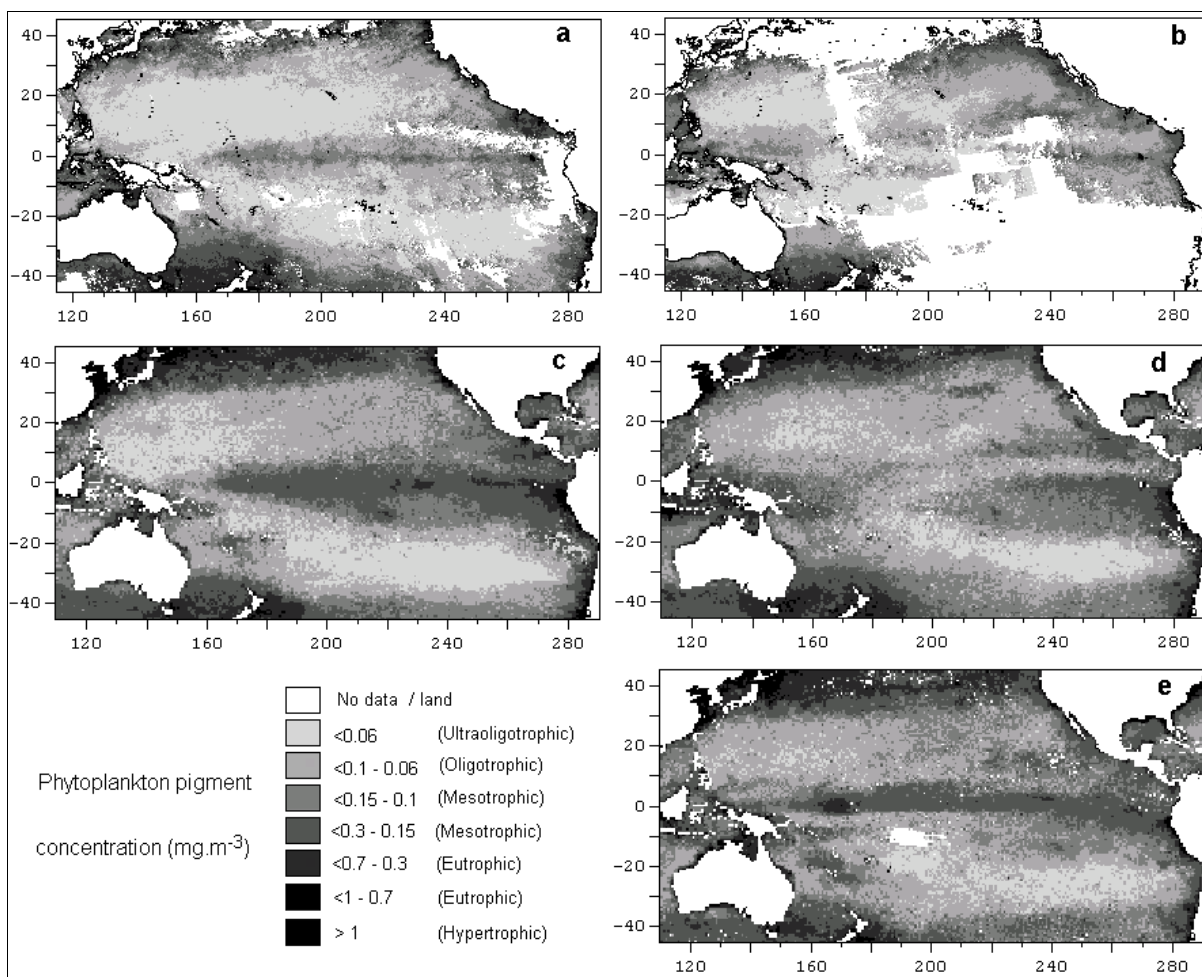 a
40
20
0
-20
-40
120 160 200 240 280
b
40
20
0
-20
-40
120 160 200 240 280
c
40
20
0
-20
-40
120 160 200 240 280
d
40
20
0
-20
-40
120 160 200 240 280
Phytoplankton pigment
concentration (mg.m-3)
No data / land
<0.06 (Ultraoligotrophic)
<0.1 - 0.06 (Oligotrophic)
<0.15 - 0.1 (Mesotrophic)
<0.3 - 0.15 (Mesotrophic)
<0.7 - 0.3 (Eutrophic)
<1 - 0.7 (Eutrophic)
> 1 (Hypertrophic)
e
40
20
0
-20
-40
120 160 200 240 280